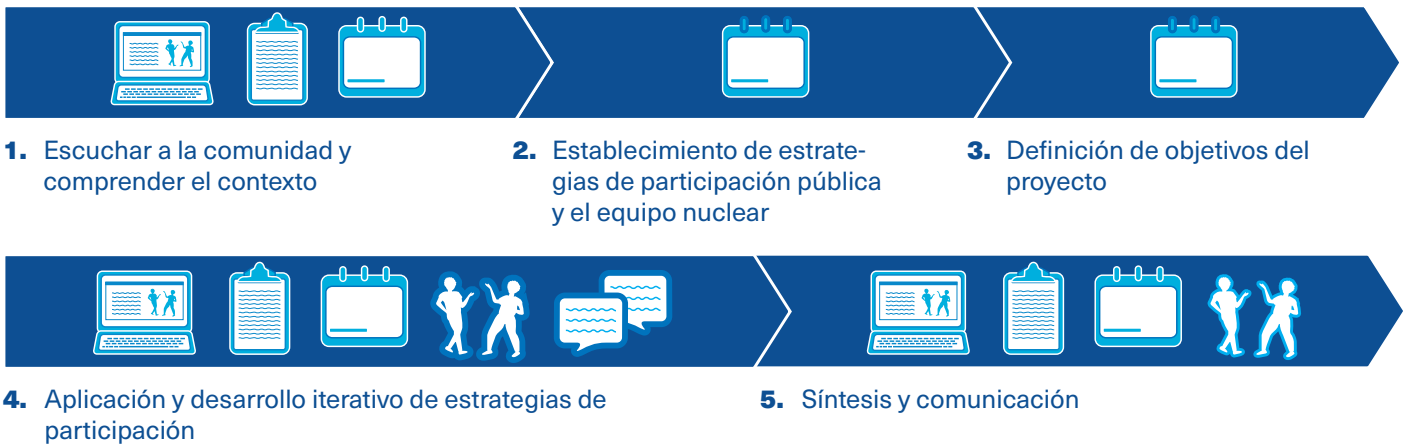 1. Escuchar a la comunidad y
comprender el contexto
2. Establecimiento de estrate-
gias de participación pública
y el equipo nuclear
3. Definición de objetivos del
proyecto
4. Aplicación y desarrollo iterativo de estrategias de
participación
5. Síntesis y comunicación